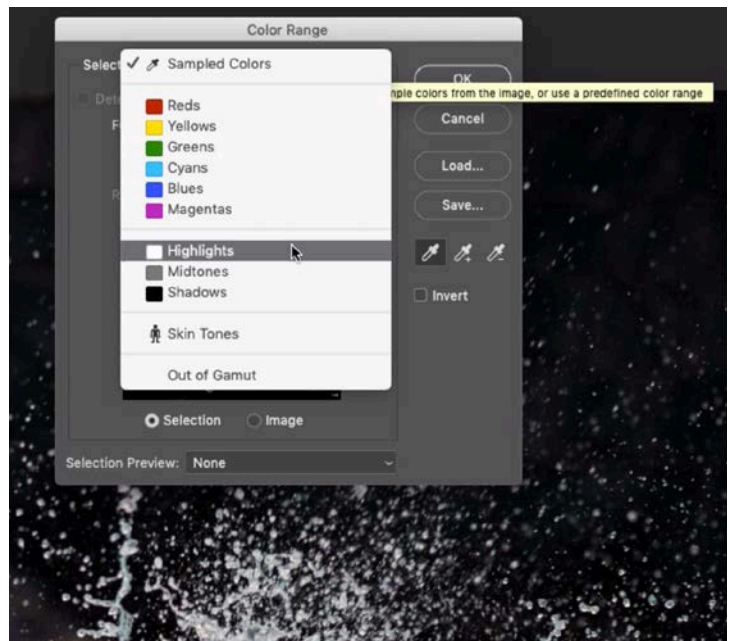 Color Range
Select
Sampled Colors
OK
mple colors from the image, or use a predefined color range
Reds
Yellows
Greens
Cyans
Blues
Magentas
Cancel
Load...
Save...
Highlights
Midtones
Shadows
Invert
Skin Tones
Out of Gamut
Selection
Image
Selection Preview: None